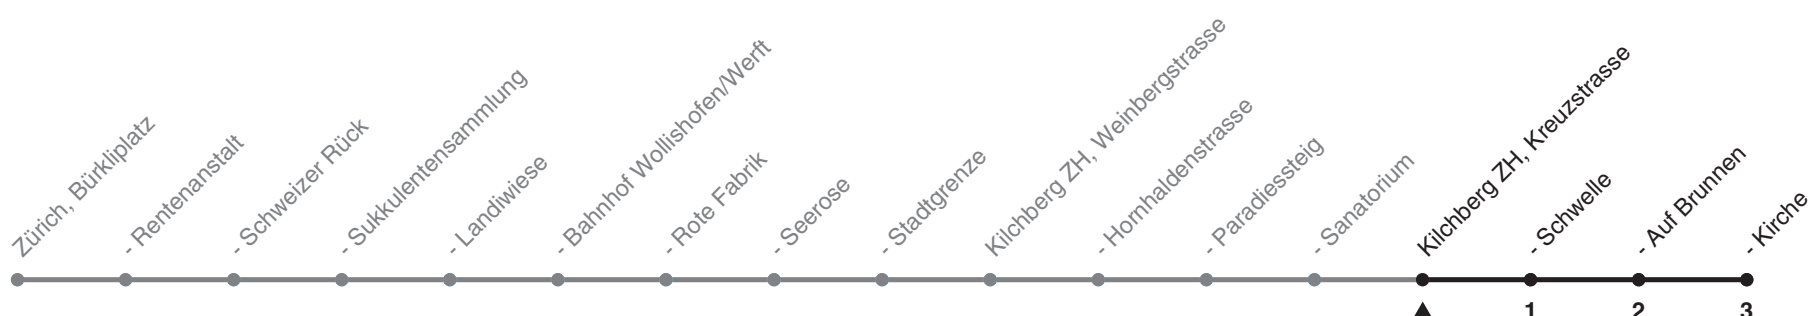 Zürich, Bürkliplatz
- Rentenanstalt
- Schweizer Rück
- Sukkulentensammlung
- Landiwiese
- Bahnhof Wollishofen/Werft
- Rote Fabrik
- Seerose
- Stadtgrenze
Kilchberg ZH, Weinbergstrasse
- Hornhaldenstrasse
- Paradiessteig
- Sanatorium
Kilchberg ZH, Kreuzstrasse
- Schwelle
- Auf Brunnen
- Kirche
1 2 3